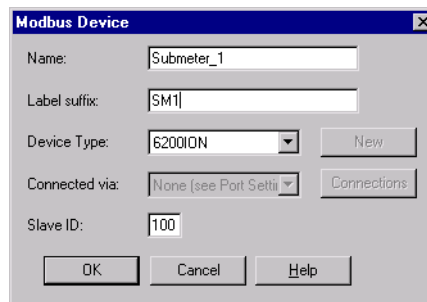 Modbus Device
Name: Submeter_1
Label suffix: SM1
Device Type: 6200ION New
Connected via: None (see Port Settin Connections
Slave ID: 100
OK Cancel Help